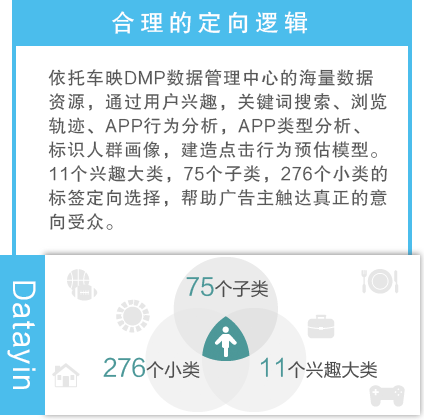 合理的定向逻辑
依托车映DMP数据管理中心的海量数据
资源，通过用户兴趣，关键词搜索、浏览
轨迹、APP行为分析，APP类型分析、
标识人群画像，建造点击行为预估模型。
11个兴趣大类，75个子类，276个小类的
标签定向选择，帮助广告主触达真正的意
向受众。
Datayin
75个子类
276个小类
11个兴趣大类